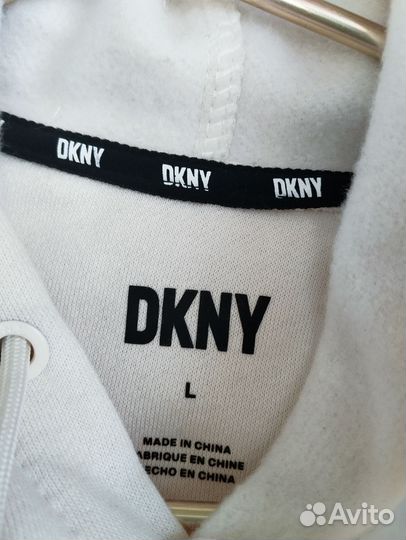 DKNY DKNY DKNY
DKNY
L
MADE IN CHINA
FABRIQUE EN CHINE
HECHO EN CHINA
Avito